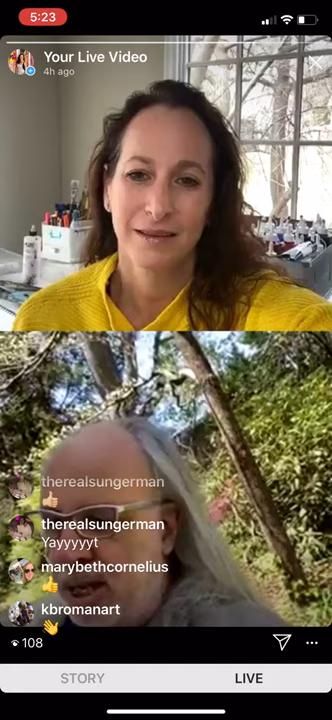 5:23
Your Live Video
4h ago
therealsungerman
👍🏼
therealsungerman
Yayyyyyt
marybethcornelius
👍
kbromanart
👋
108
STORY
LIVE